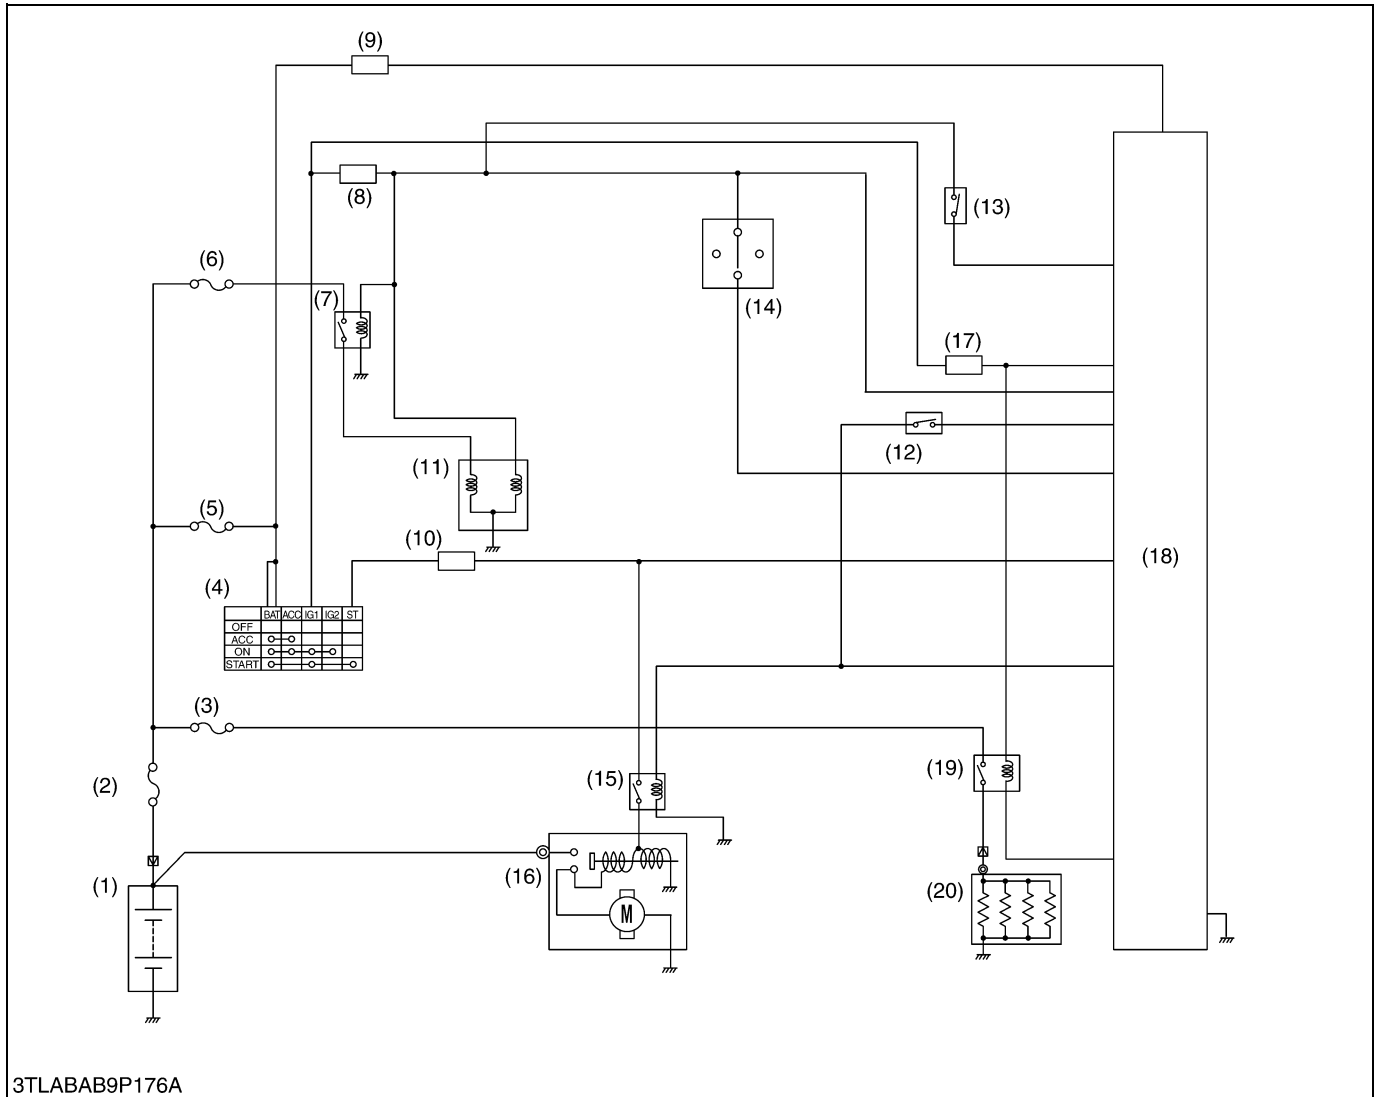 (9)
(8)
(13)
(6)
(7)
(14)
(17)
(12)
(11)
(5)
(10)
(18)
(4)
BAT ACC IG1 IG2 ST
OFF
ACC
ON
START
(3)
(2)
(15)
(19)
(16)
M
(1)
(20)
3TLABAB9P176A